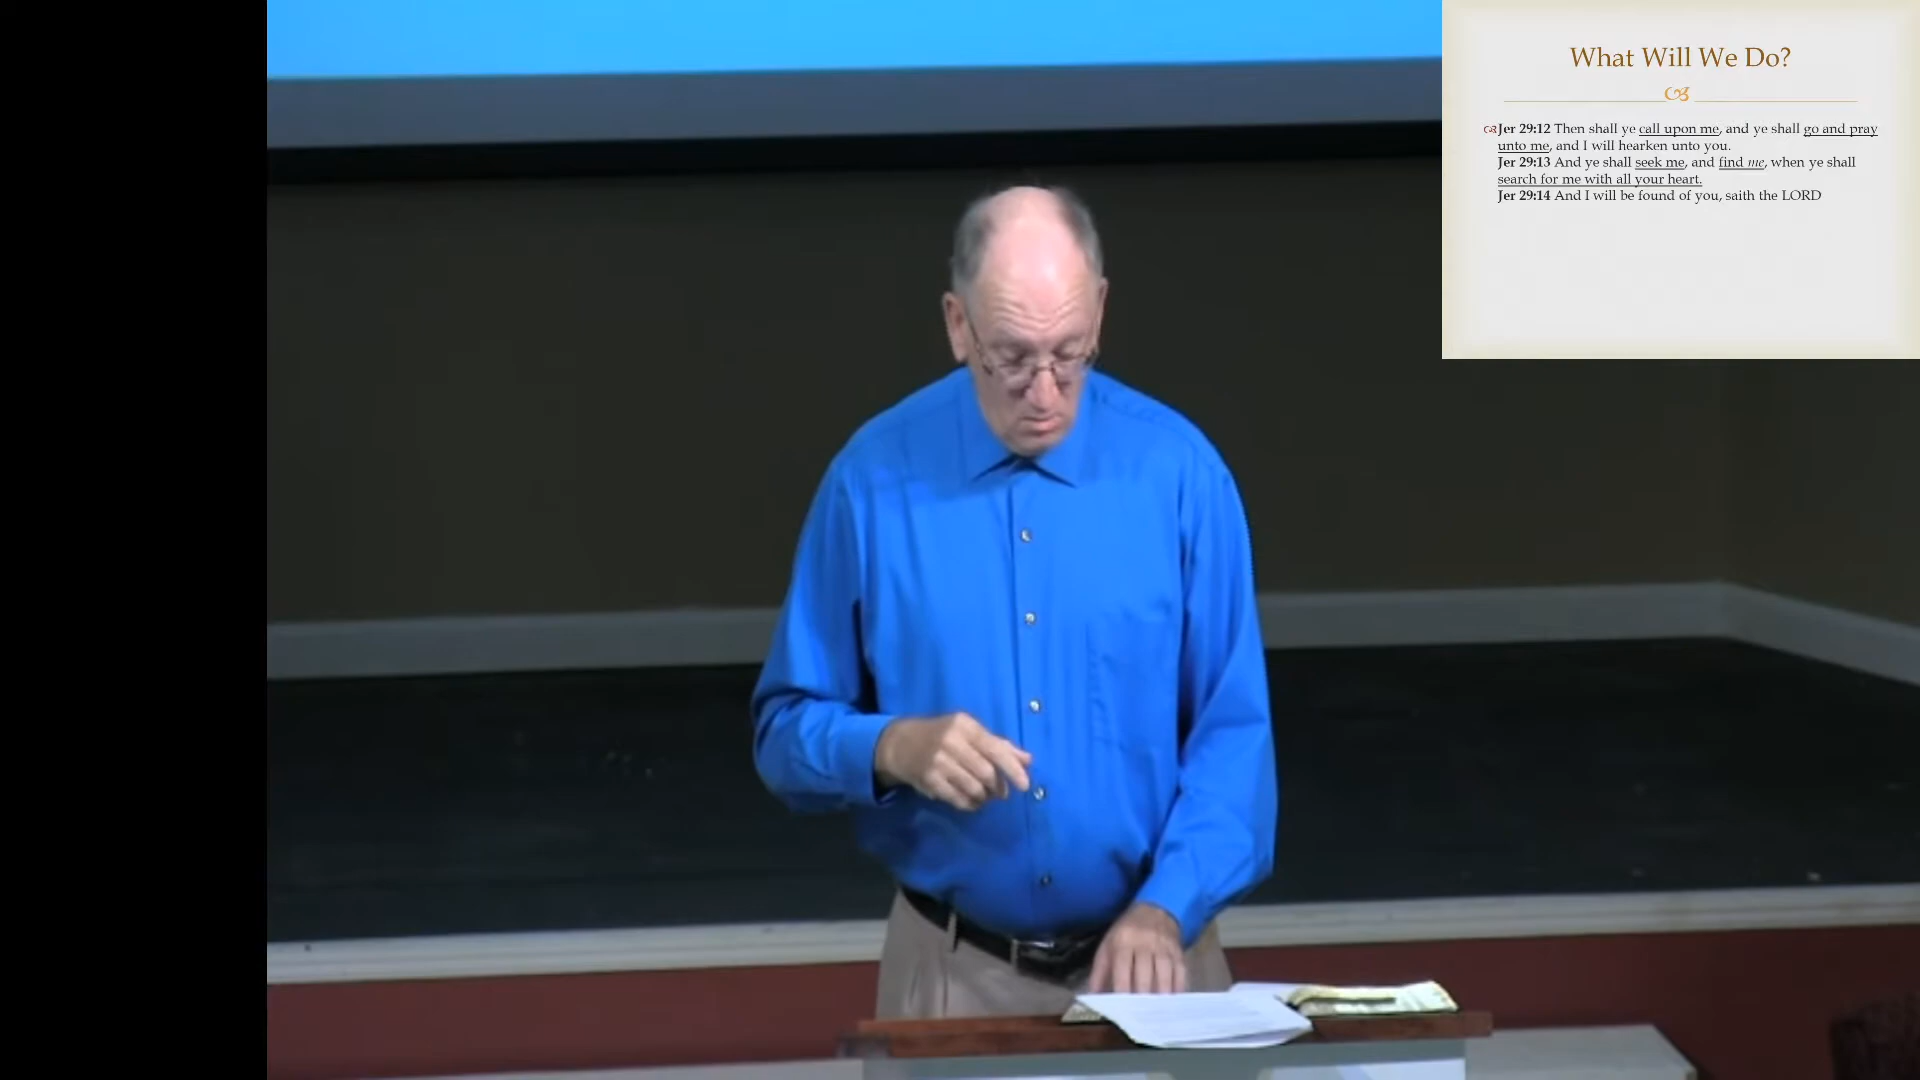 What Will We Do?
Jer 29:12 Then shall ye call upon me, and ye shall go and pray
unto me, and I will hearken unto you.
Jer 29:13 And ye shall seek me, and find me, when ye shall
search for me with all your heart.
Jer 29:14 And I will be found of you, saith the LORD